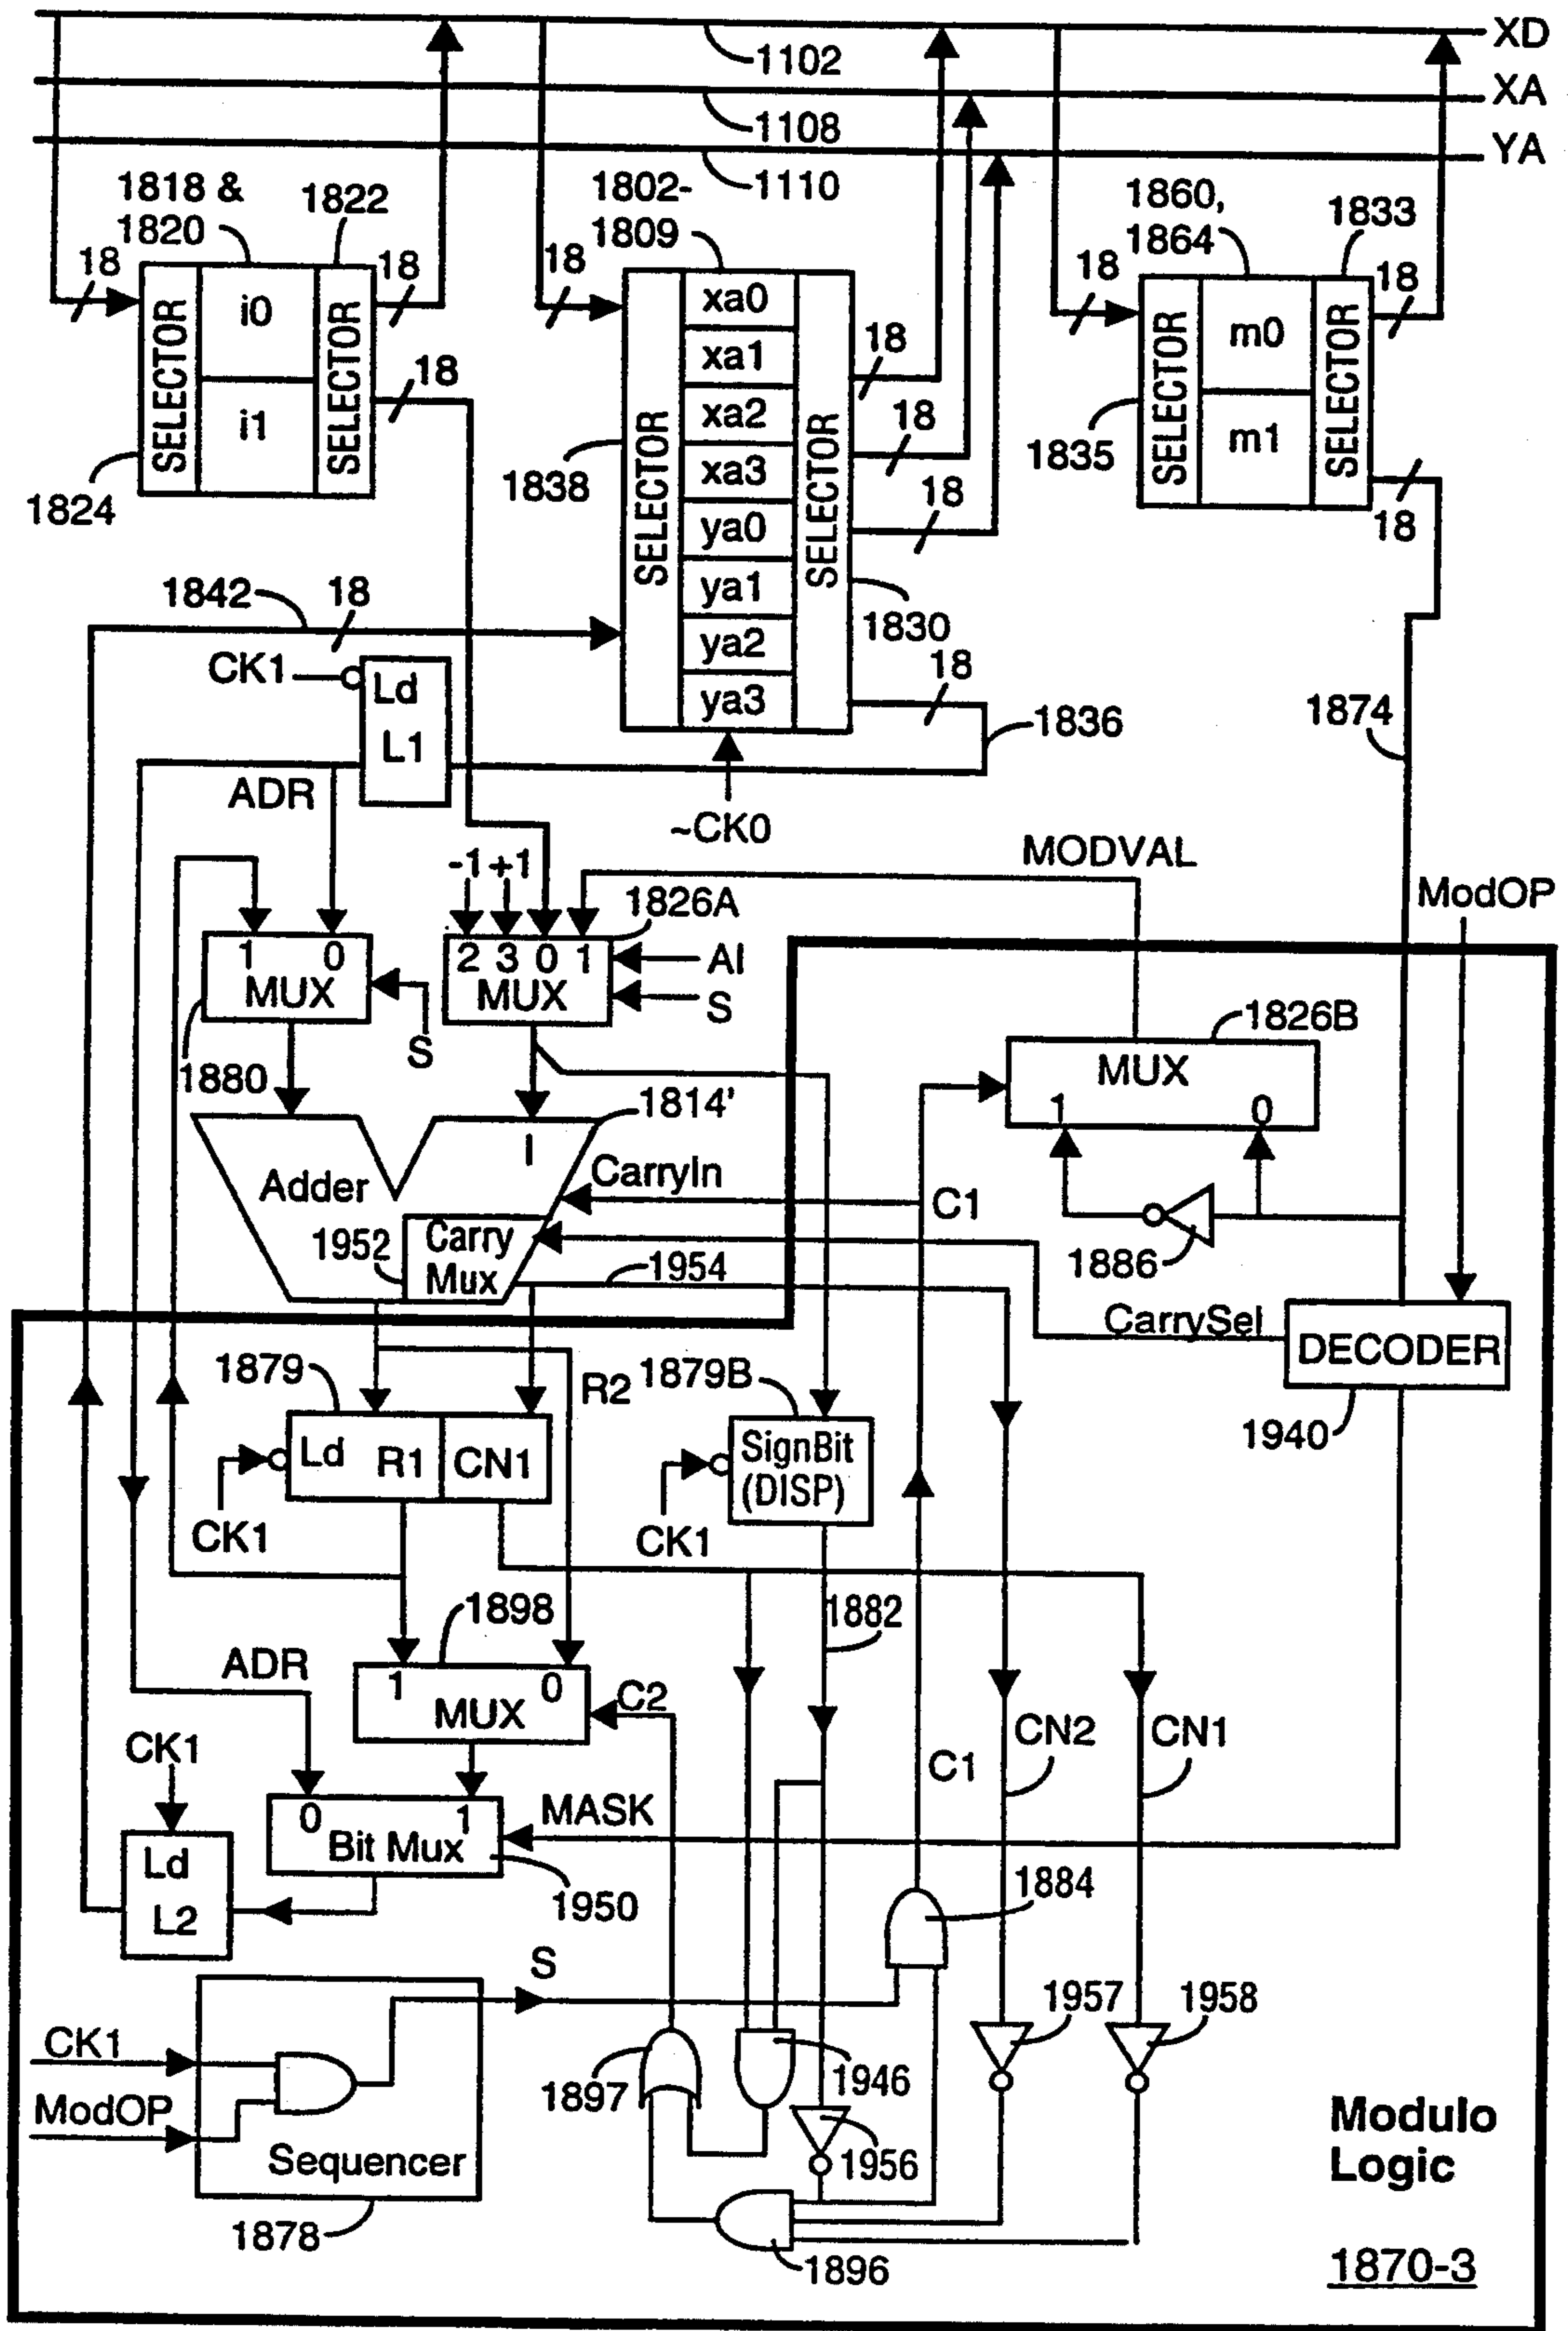 XD
1102
XA
1108
YA
1110
1818 &
1820
1822
1802-
1809
1860,
1864
1833
18
18
18
18
18
18
SELECTOR
i0
i1
SELECTOR
1824
18
SELECTOR
xa0
xa1
xa2
xa3
ya0
ya1
ya2
ya3
SELECTOR
1838
18
18
18
1830
18
1836
~CK0
SELECTOR
m0
m1
SELECTOR
1835
18
1874
1842
18
CK1
Ld
L1
ADR
-1
+1
MODVAL
ModOP
1826A
1 0
MUX
S
1880
2 3 0 1
MUX
AI
S
1826B
MUX
1 0
1886
1814'
I
Adder
CarryIn
C1
1952
Carry
Mux
1954
CarrySel
DECODER
1940
1879
R2
1879B
Ld R1 CN1
CK1
SignBit
(DISP)
CK1
1882
1898
ADR
1 0
MUX
C2
CN2
CN1
C1
CK1
MASK
0 1
Bit Mux
1950
Ld
L2
1884
S
1957
1958
CK1
ModOP
Sequencer
1878
1897
1946
1956
1896
Modulo
Logic
1870-3